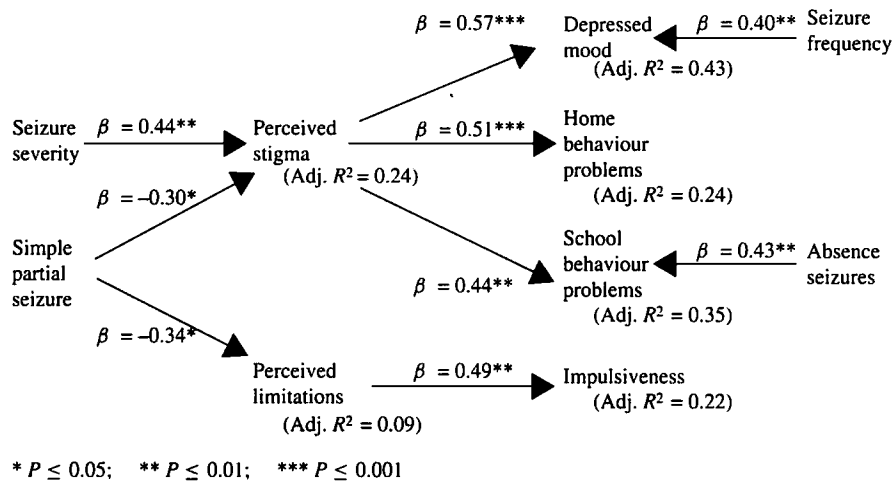 β = 0.57***
Depressed
mood
(Adj. R² = 0.43)
β = 0.40**
Seizure
frequency
Seizure
severity
β = 0.44**
Perceived
stigma
(Adj. R² = 0.24)
β = 0.51***
Home
behaviour
problems
(Adj. R² = 0.24)
β = –0.30*
Simple
partial
seizure
β = 0.44**
School
behaviour
problems
(Adj. R² = 0.35)
β = 0.43**
Absence
seizures
β = –0.34*
Perceived
limitations
(Adj. R² = 0.09)
β = 0.49**
Impulsiveness
(Adj. R² = 0.22)
* P ≤ 0.05; ** P ≤ 0.01; *** P ≤ 0.001